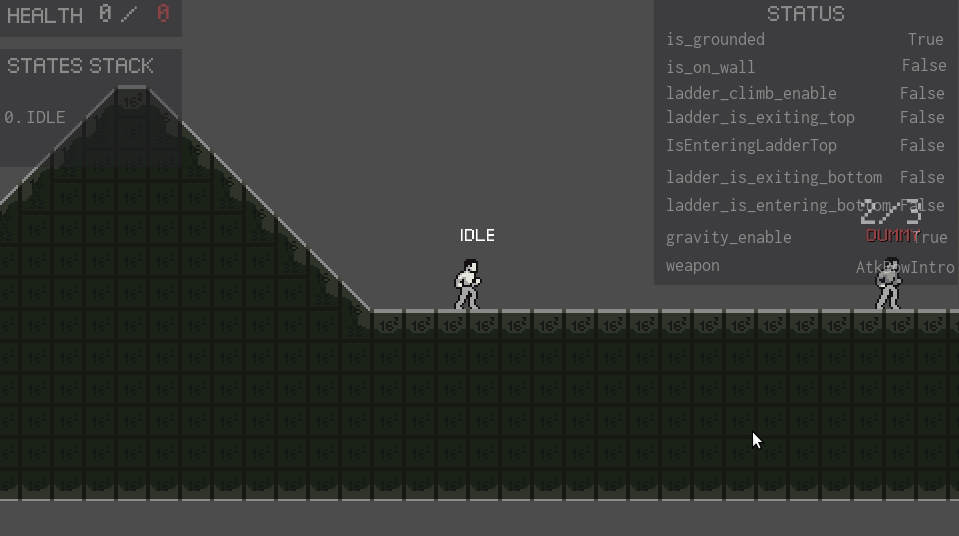 HEALTH 0 / 0
STATES STACK
0.IDLE
STATUS
is_grounded True
is_on_wall False
ladder_climb_enable False
ladder_is_exiting_top False
IsEnteringLadderTop False
ladder_is_exiting_bottom False
ladder_is_entering_bottom False
2/3
DUMMY
gravity_enable True
weapon AtkBowIntro
IDLE